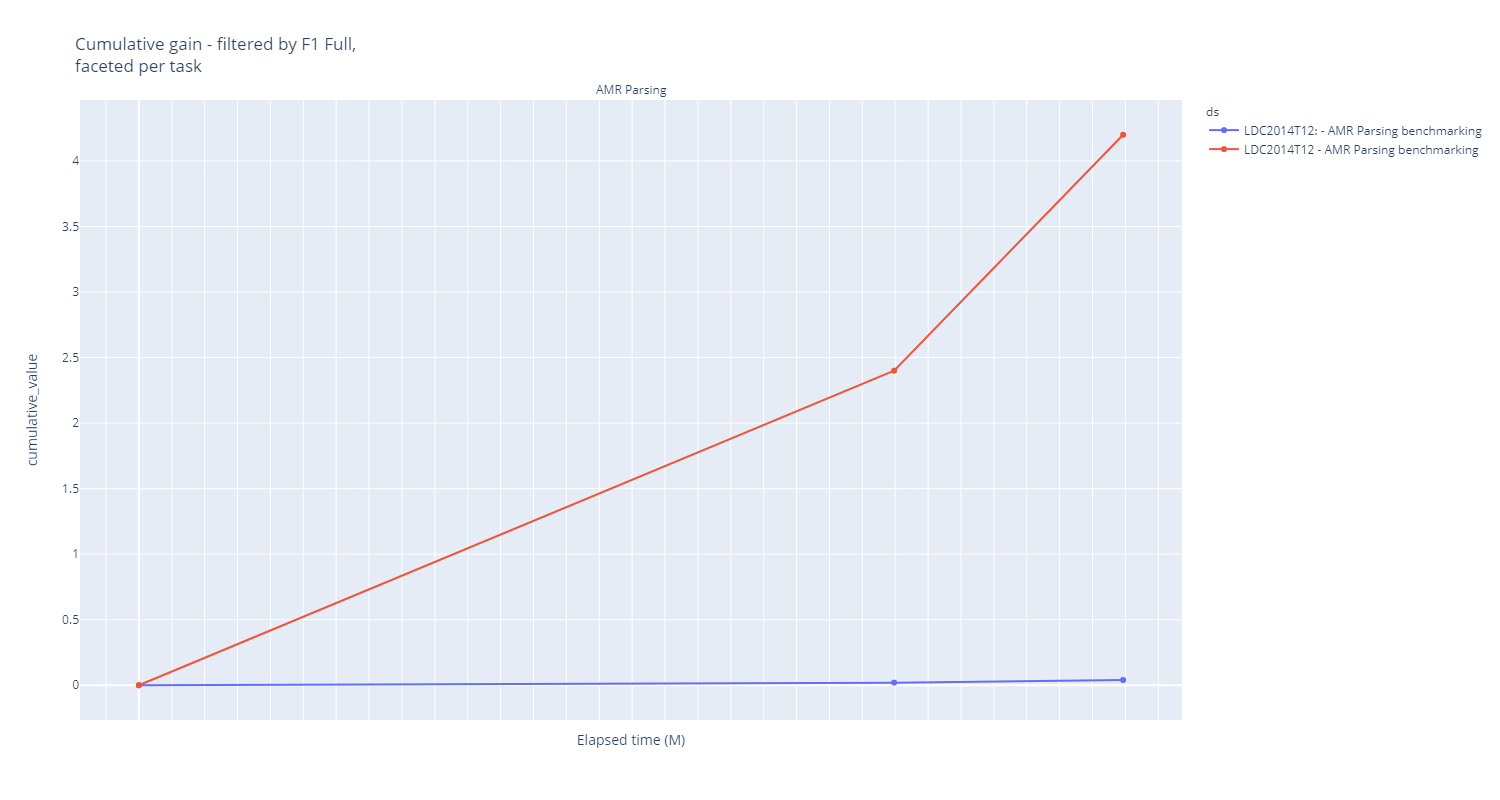 Cumulative gain - filtered by F1 Full,
faceted per task
AMR Parsing
ds
LDC2014T12: - AMR Parsing benchmarking
LDC2014T12 - AMR Parsing benchmarking
4
3.5
3
2.5
2
1.5
1
0.5
0
cumulative_value
Elapsed time (M)